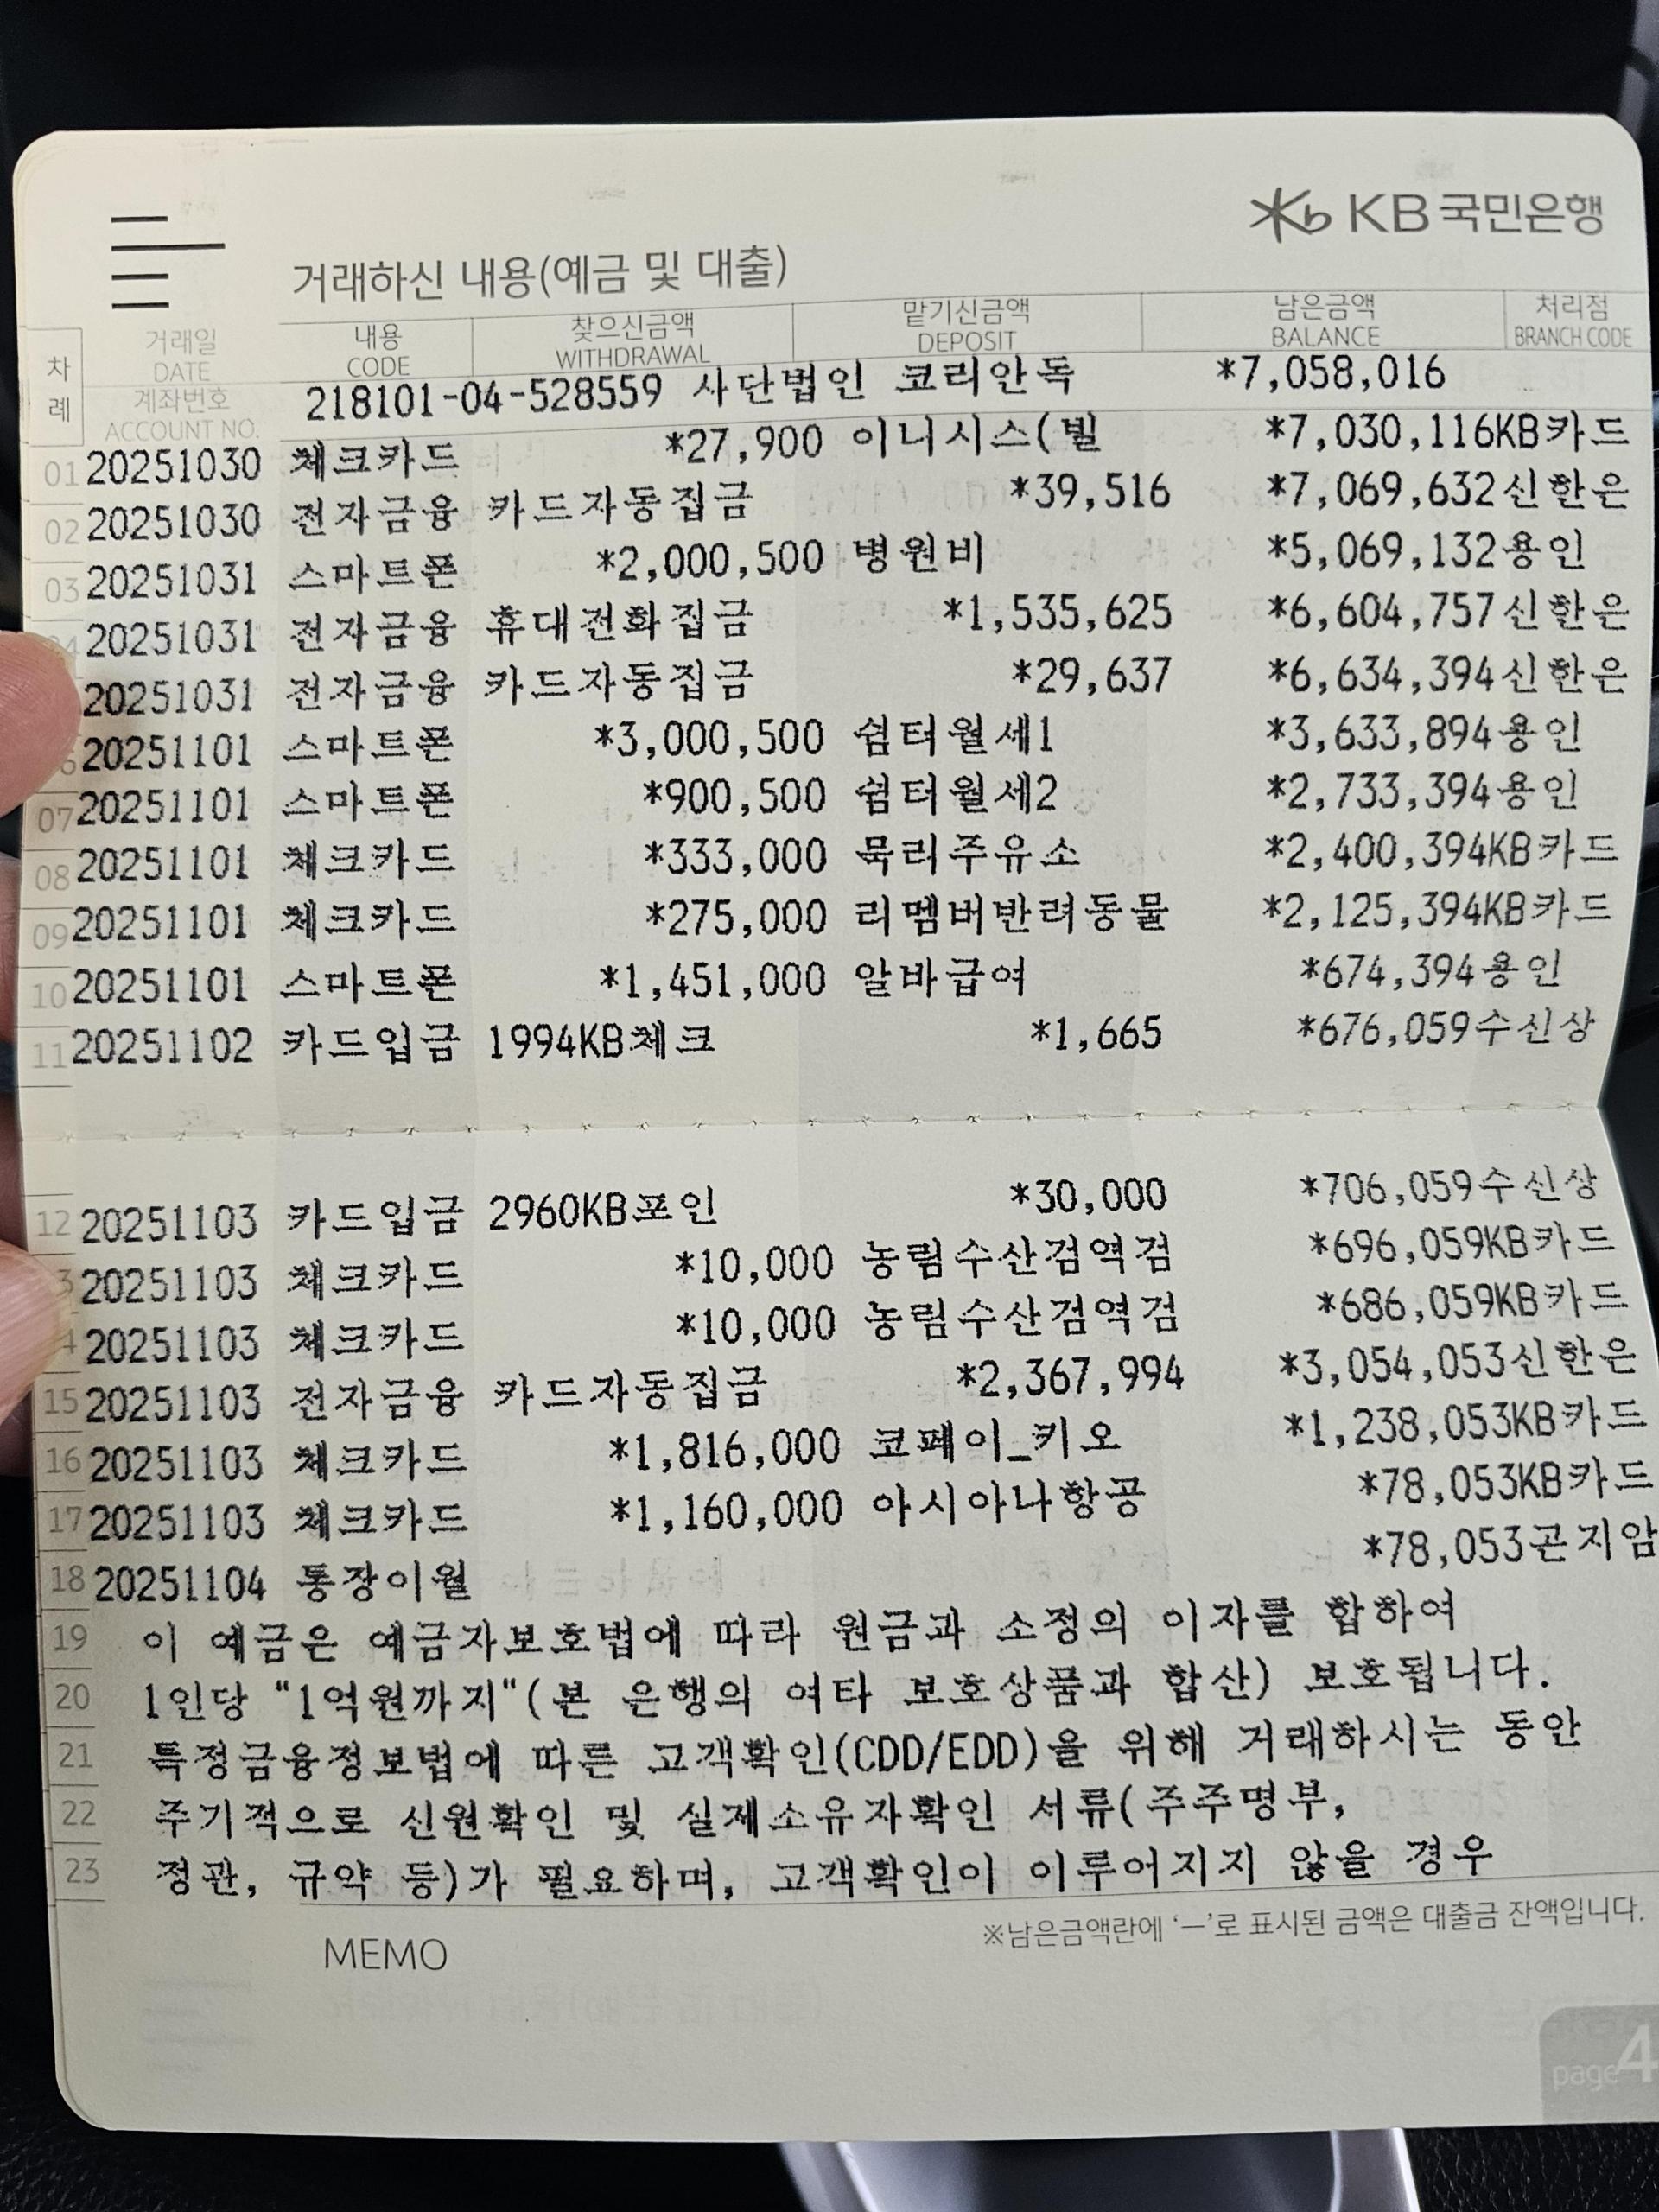 KB국민은행
거래하신 내용(예금 및 대출)
차례 거래일 DATE 계좌번호 ACCOUNT NO. 내용 CODE 찾으신금액 WITHDRAWAL 맡기신금액 DEPOSIT 남은금액 BALANCE 처리점 BRANCH CODE
218101-04-528559 사단법인 코리안독 *7,058,016
01 20251030 체크카드 *27,900 이니시스(빌 *7,030,116KB카드
02 20251030 전자금융 카드자동집금 *39,516 *7,069,632신한은
03 20251031 스마트폰 *2,000,500 병원비 *5,069,132용인
20251031 전자금융 휴대전화집금 *1,535,625 *6,604,757신한은
20251031 전자금융 카드자동집금 *29,637 *6,634,394신한은
20251101 스마트폰 *3,000,500 쉼터월세1 *3,633,894용인
07 20251101 스마트폰 *900,500 쉼터월세2 *2,733,394용인
08 20251101 체크카드 *333,000 묵리주유소 *2,400,394KB카드
09 20251101 체크카드 *275,000 리멤버반려동물 *2,125,394KB카드
10 20251101 스마트폰 *1,451,000 알바급여 *674,394용인
11 20251102 카드입금 1994KB체크 *1,665 *676,059수신상
12 20251103 카드입금 2960KB포인 *30,000 *706,059수신상
20251103 체크카드 *10,000 농림수산검역검 *696,059KB카드
20251103 체크카드 *10,000 농림수산검역검 *686,059KB카드
15 20251103 전자금융 카드자동집금 *2,367,994 *3,054,053신한은
16 20251103 체크카드 *1,816,000 코페이_키오 *1,238,053KB카드
17 20251103 체크카드 *1,160,000 아시아나항공 *78,053KB카드
18 20251104 통장이월 *78,053곤지암
19 이 예금은 예금자보호법에 따라 원금과 소정의 이자를 합하여
20 1인당 "1억원까지"(본 은행의 여타 보호상품과 합산) 보호됩니다.
21 특정금융정보법에 따른 고객확인(CDD/EDD)을 위해 거래하시는 동안
22 주기적으로 신원확인 및 실제소유자확인 서류(주주명부,
23 정관, 규약 등)가 필요하며, 고객확인이 이루어지지 않을 경우
※남은금액란에 '—'로 표시된 금액은 대출금 잔액입니다.
MEMO
page4